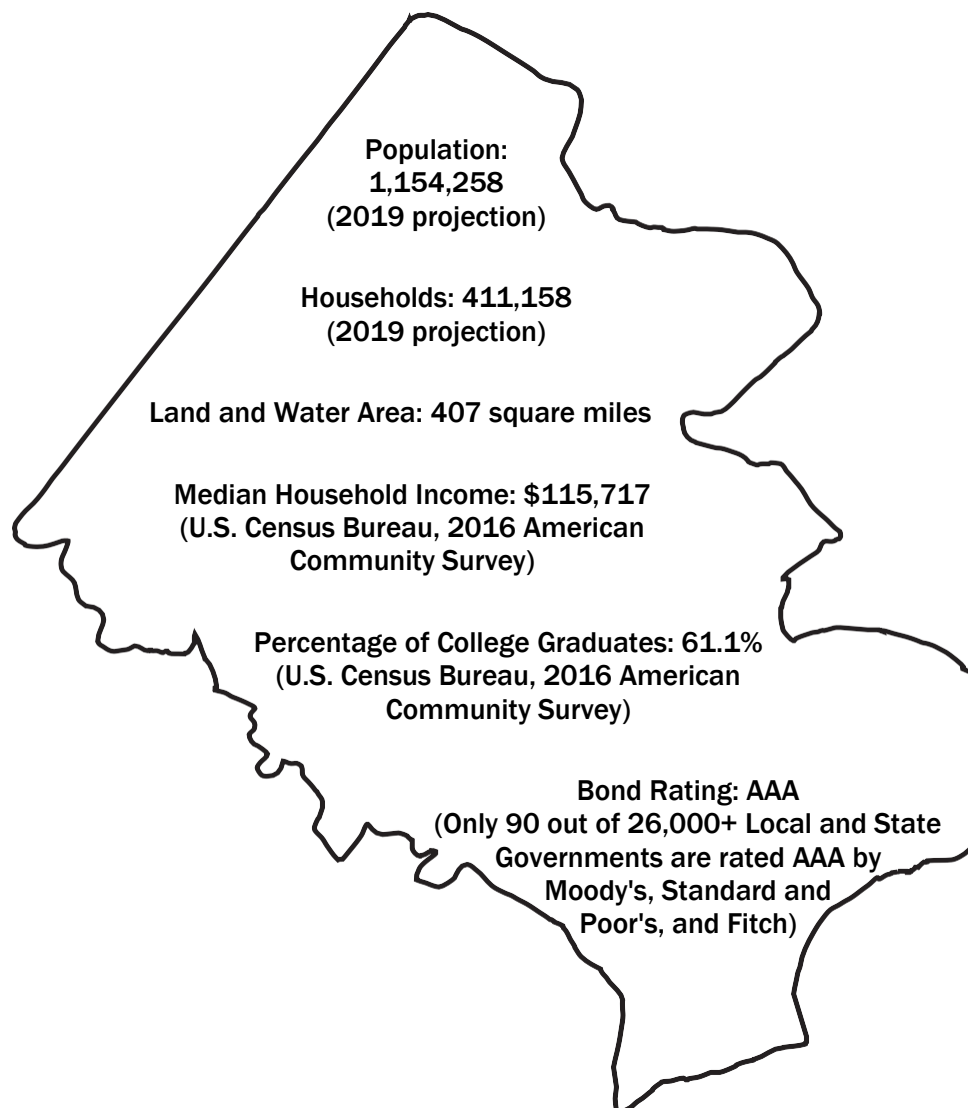 Population:
1,154,258
(2019 projection)
Households: 411,158
(2019 projection)
Land and Water Area: 407 square miles
Median Household Income: $115,717
(U.S. Census Bureau, 2016 American
Community Survey)
Percentage of College Graduates: 61.1%
(U.S. Census Bureau, 2016 American
Community Survey)
Bond Rating: AAA
(Only 90 out of 26,000+ Local and State
Governments are rated AAA by
Moody's, Standard and
Poor's, and Fitch)